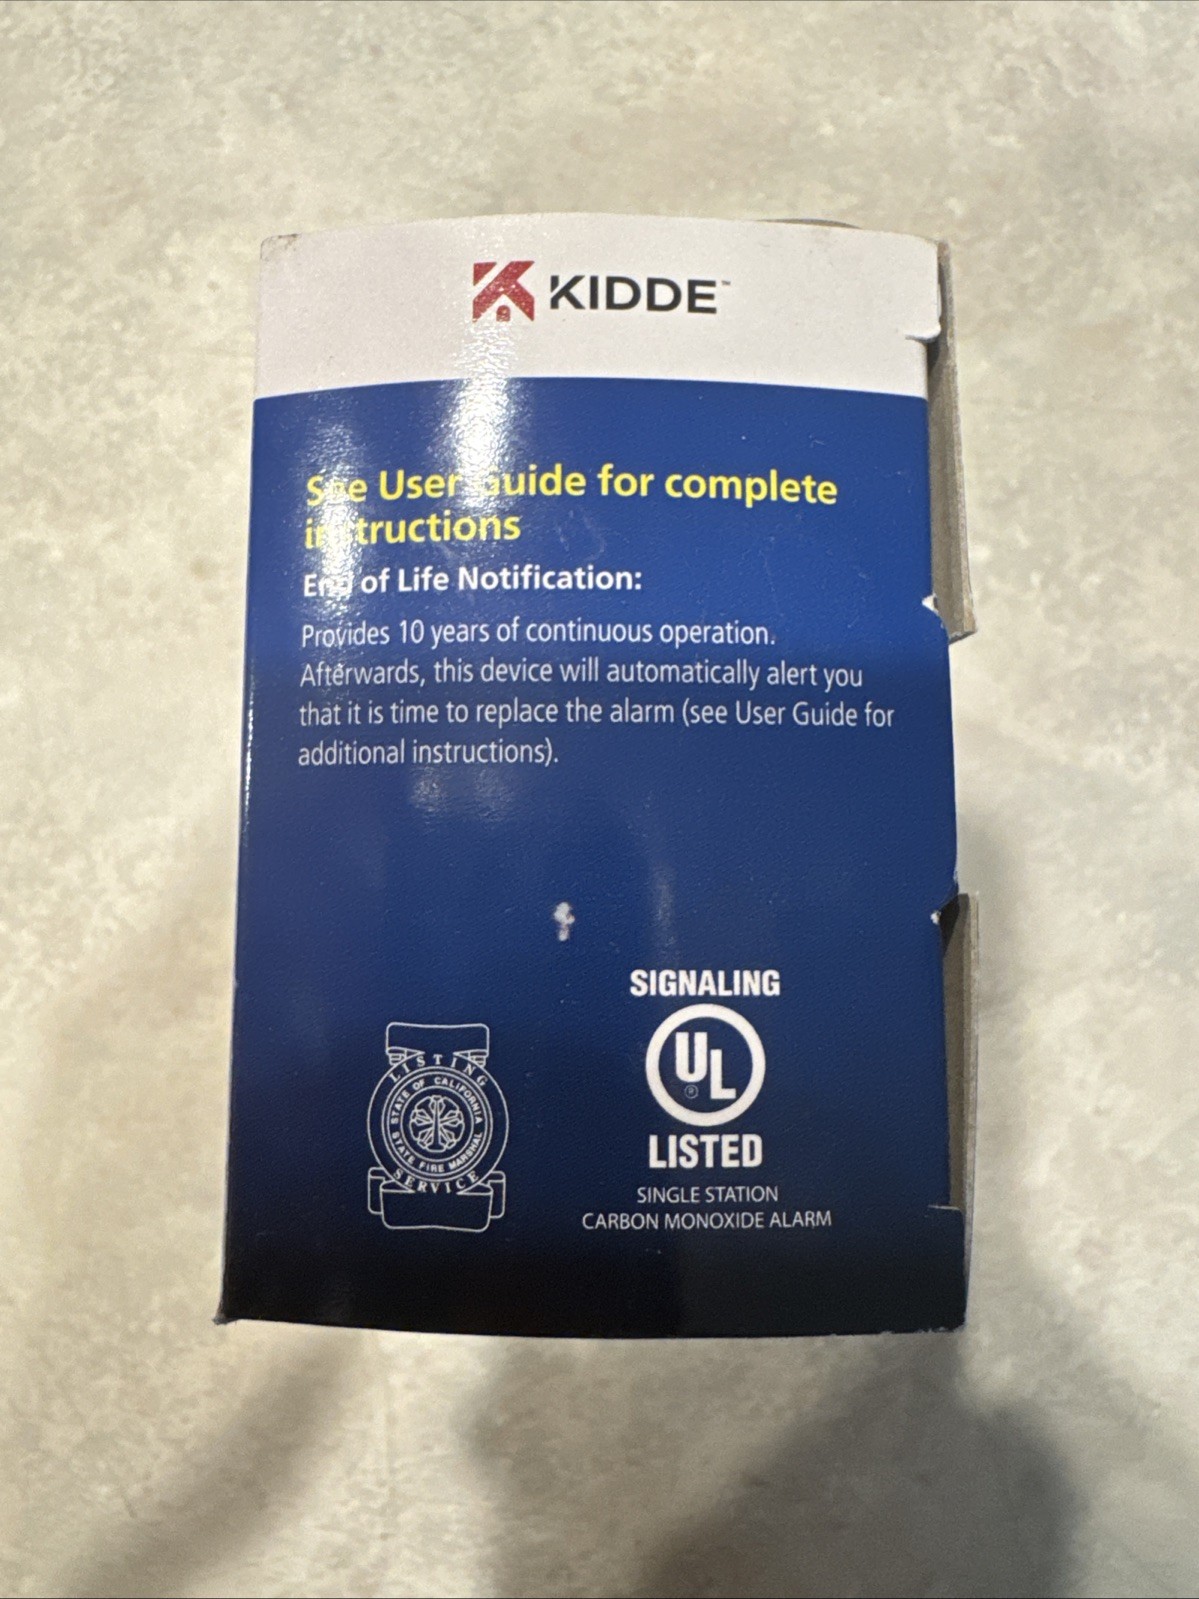 KIDDE™
See User Guide for complete
instructions
End of Life Notification:
Provides 10 years of continuous operation.
Afterwards, this device will automatically alert you
that it is time to replace the alarm (see User Guide for
additional instructions).
SIGNALING
UL
®
LISTED
SINGLE STATION
CARBON MONOXIDE ALARM
LISTING
STATE OF CALIFORNIA
STATE FIRE MARSHAL
SERVICE